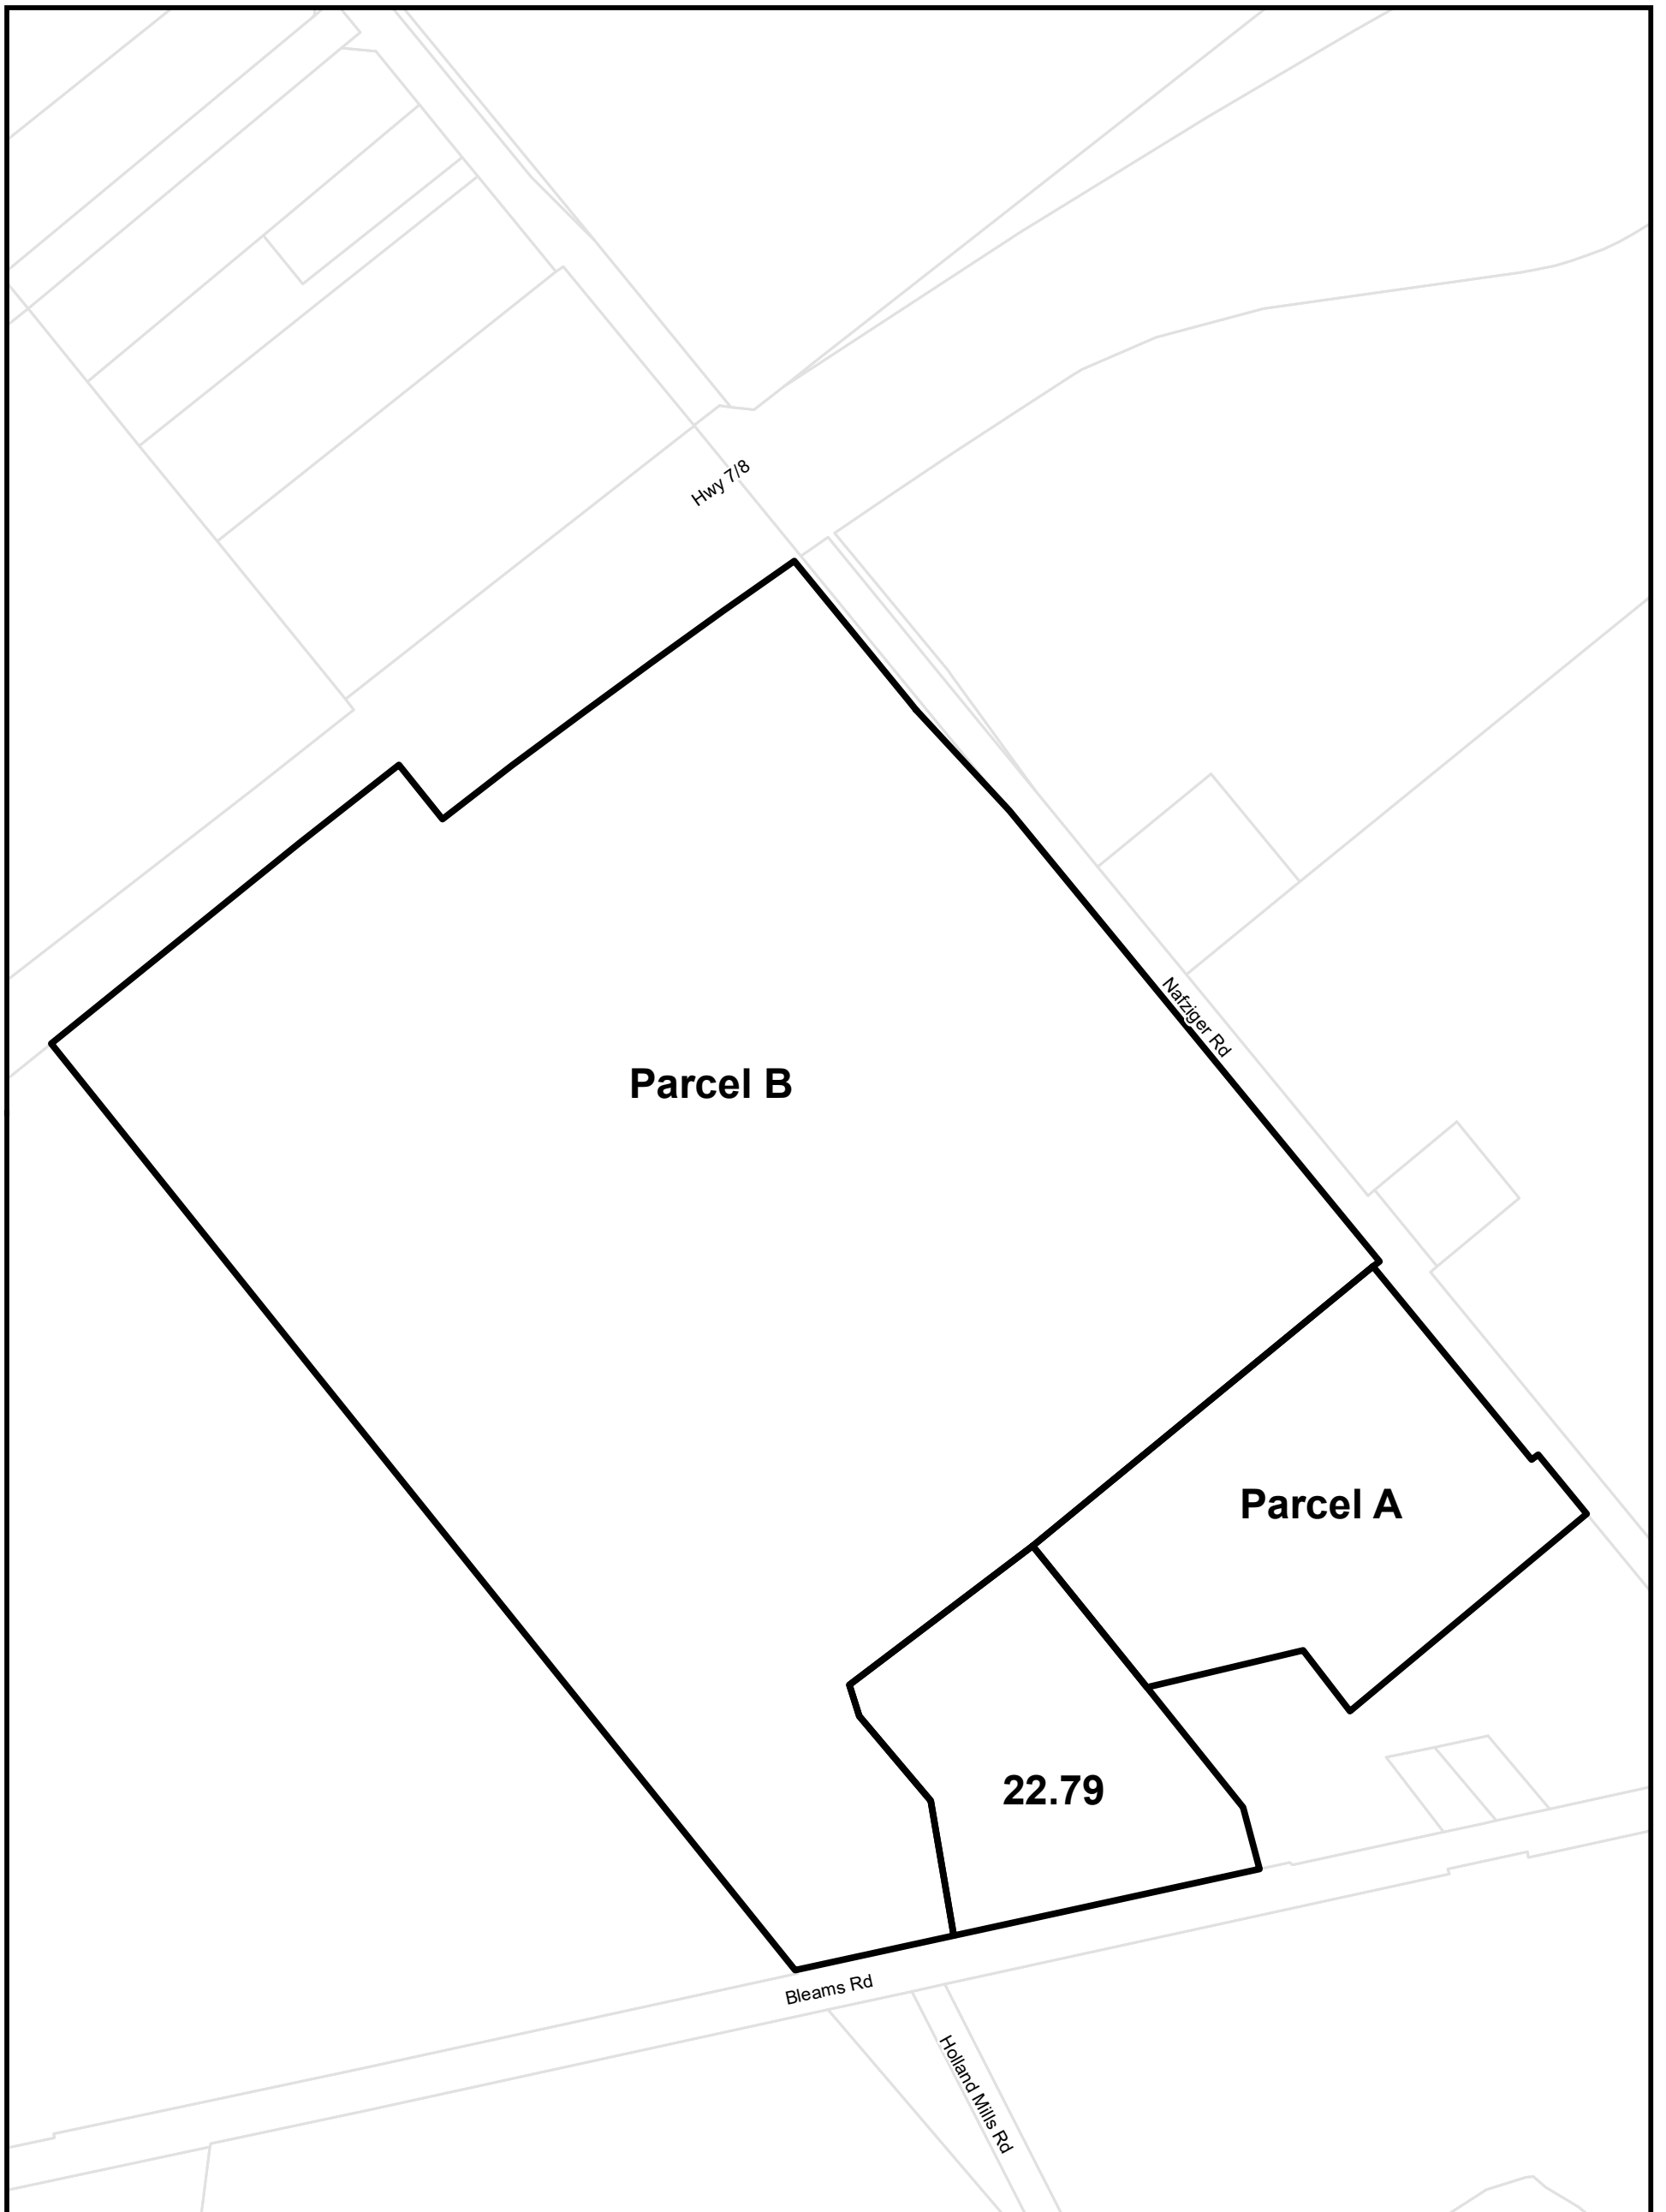 Hwy 7/8
Nafziger Rd
Parcel B
Parcel A
22.79
Bleams Rd
Holland Mills Rd